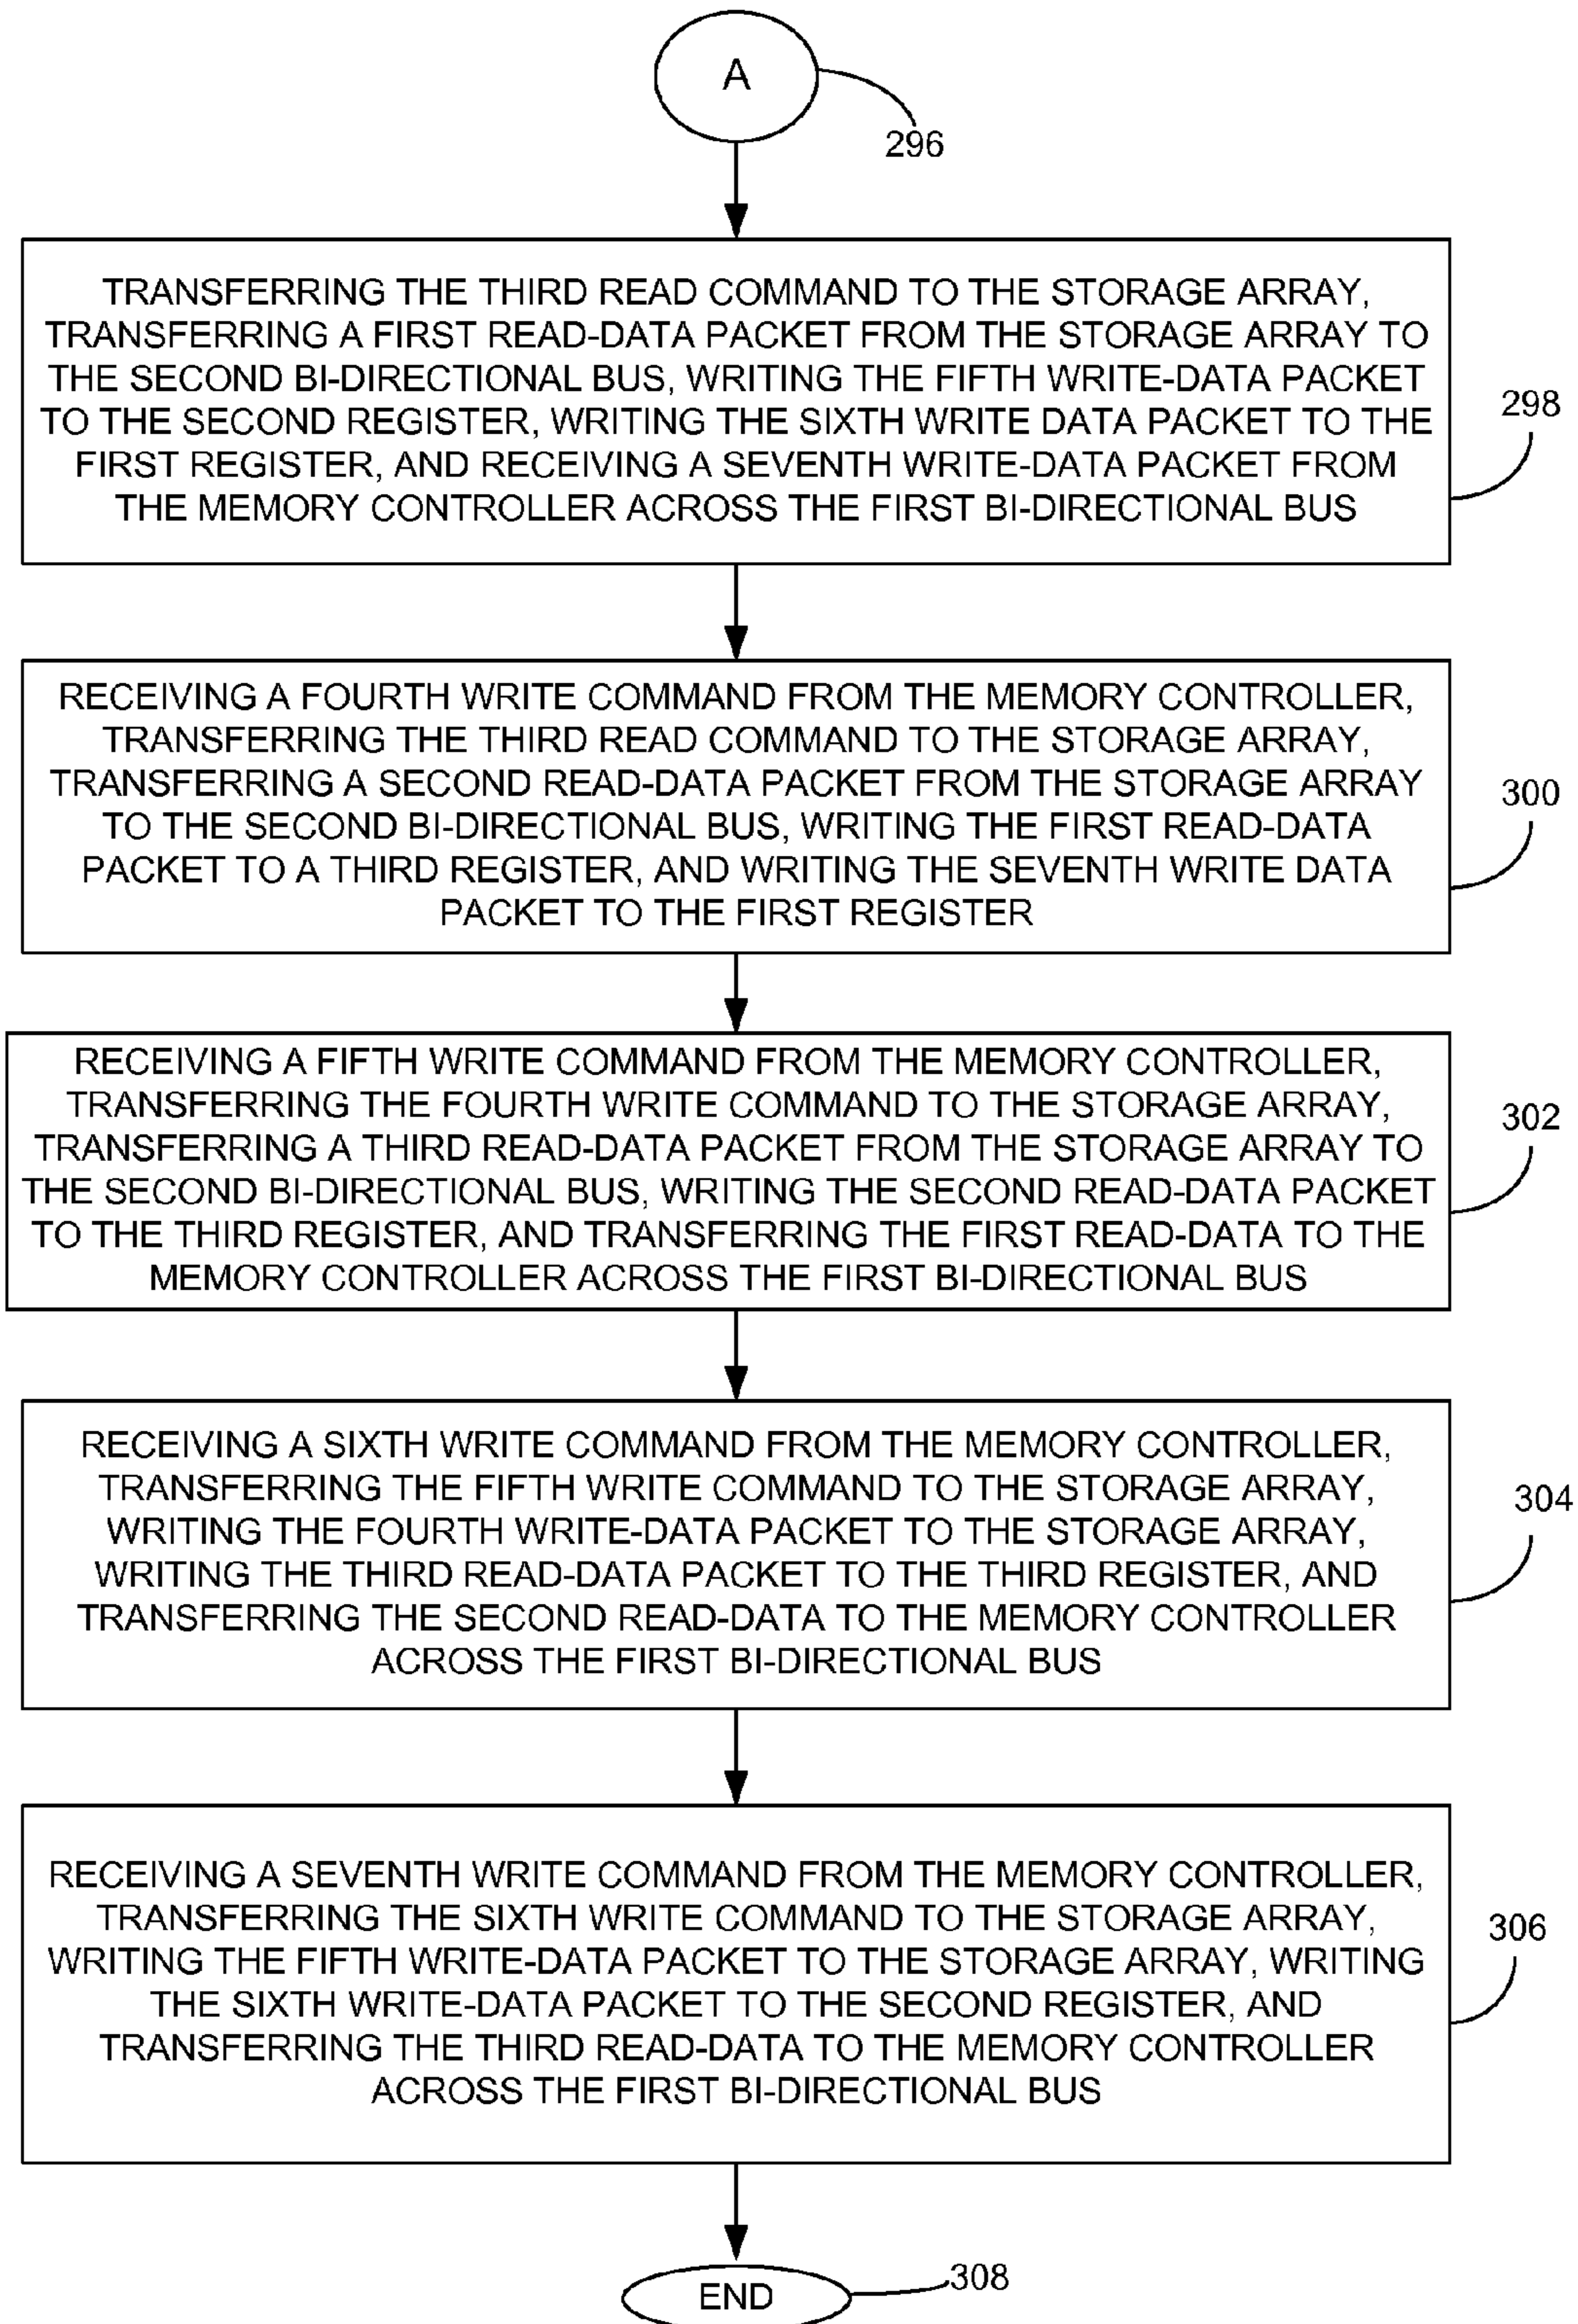 A
296
TRANSFERRING THE THIRD READ COMMAND TO THE STORAGE ARRAY,
TRANSFERRING A FIRST READ-DATA PACKET FROM THE STORAGE ARRAY TO
THE SECOND BI-DIRECTIONAL BUS, WRITING THE FIFTH WRITE-DATA PACKET
TO THE SECOND REGISTER, WRITING THE SIXTH WRITE DATA PACKET TO THE
FIRST REGISTER, AND RECEIVING A SEVENTH WRITE-DATA PACKET FROM
THE MEMORY CONTROLLER ACROSS THE FIRST BI-DIRECTIONAL BUS
298
RECEIVING A FOURTH WRITE COMMAND FROM THE MEMORY CONTROLLER,
TRANSFERRING THE THIRD READ COMMAND TO THE STORAGE ARRAY,
TRANSFERRING A SECOND READ-DATA PACKET FROM THE STORAGE ARRAY
TO THE SECOND BI-DIRECTIONAL BUS, WRITING THE FIRST READ-DATA
PACKET TO A THIRD REGISTER, AND WRITING THE SEVENTH WRITE DATA
PACKET TO THE FIRST REGISTER
300
RECEIVING A FIFTH WRITE COMMAND FROM THE MEMORY CONTROLLER,
TRANSFERRING THE FOURTH WRITE COMMAND TO THE STORAGE ARRAY,
TRANSFERRING A THIRD READ-DATA PACKET FROM THE STORAGE ARRAY TO
THE SECOND BI-DIRECTIONAL BUS, WRITING THE SECOND READ-DATA PACKET
TO THE THIRD REGISTER, AND TRANSFERRING THE FIRST READ-DATA TO THE
MEMORY CONTROLLER ACROSS THE FIRST BI-DIRECTIONAL BUS
302
RECEIVING A SIXTH WRITE COMMAND FROM THE MEMORY CONTROLLER,
TRANSFERRING THE FIFTH WRITE COMMAND TO THE STORAGE ARRAY,
WRITING THE FOURTH WRITE-DATA PACKET TO THE STORAGE ARRAY,
WRITING THE THIRD READ-DATA PACKET TO THE THIRD REGISTER, AND
TRANSFERRING THE SECOND READ-DATA TO THE MEMORY CONTROLLER
ACROSS THE FIRST BI-DIRECTIONAL BUS
304
RECEIVING A SEVENTH WRITE COMMAND FROM THE MEMORY CONTROLLER,
TRANSFERRING THE SIXTH WRITE COMMAND TO THE STORAGE ARRAY,
WRITING THE FIFTH WRITE-DATA PACKET TO THE STORAGE ARRAY, WRITING
THE SIXTH WRITE-DATA PACKET TO THE SECOND REGISTER, AND
TRANSFERRING THE THIRD READ-DATA TO THE MEMORY CONTROLLER
ACROSS THE FIRST BI-DIRECTIONAL BUS
306
END
308